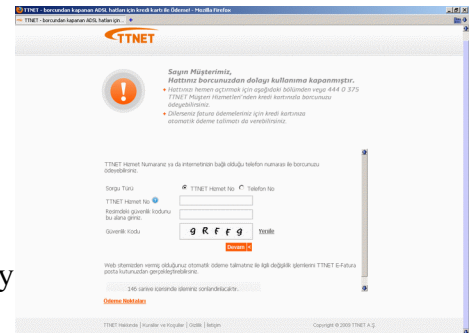 TTNET - borcundan kapanan ADSL hatları için kredi kartı ile Ödeme! - Mozilla Firefox
TTNET - borcundan kapanan ADSL hatları için ...
TTNET
Sayın Müşterimiz,
Hattınız borcunuzdan dolayı kullanıma kapanmıştır.
Hattınızı hemen açtırmak için aşağıdaki bölümden veya 444 0 375
TTNET Müşteri Hizmetleri'nden kredi kartınızla borcunuzu
ödeyebilirsiniz.
Dilerseniz fatura ödemeleriniz için kredi kartınıza
otomatik ödeme talimatı da verebilirsiniz.
TTNET Hizmet Numaranız ya da internetinizin bağlı olduğu telefon numarası ile borcunuzu
ödeyebilirsiniz.
Sorgu Türü
TTNET Hizmet No
Telefon No
TTNET Hizmet No
Resimdeki güvenlik kodunu
bu alana giriniz.
Güvenlik Kodu
g R F F g
Yenile
Devam
Web sitemizden vermiş olduğunuz otomatik ödeme talimatınız ile ilgili değişiklik işlemlerini TTNET E-Fatura
posta kutunuzdan gerçekleştirebilirsiniz.
146 saniye içerisinde işleminiz sonlandırılacaktır.
Ödeme Noktaları
TTNET Hakkında | Kurallar ve Koşullar | Gizlilik | İletişim
Copyright © 2009 TTNET A.Ş.
y